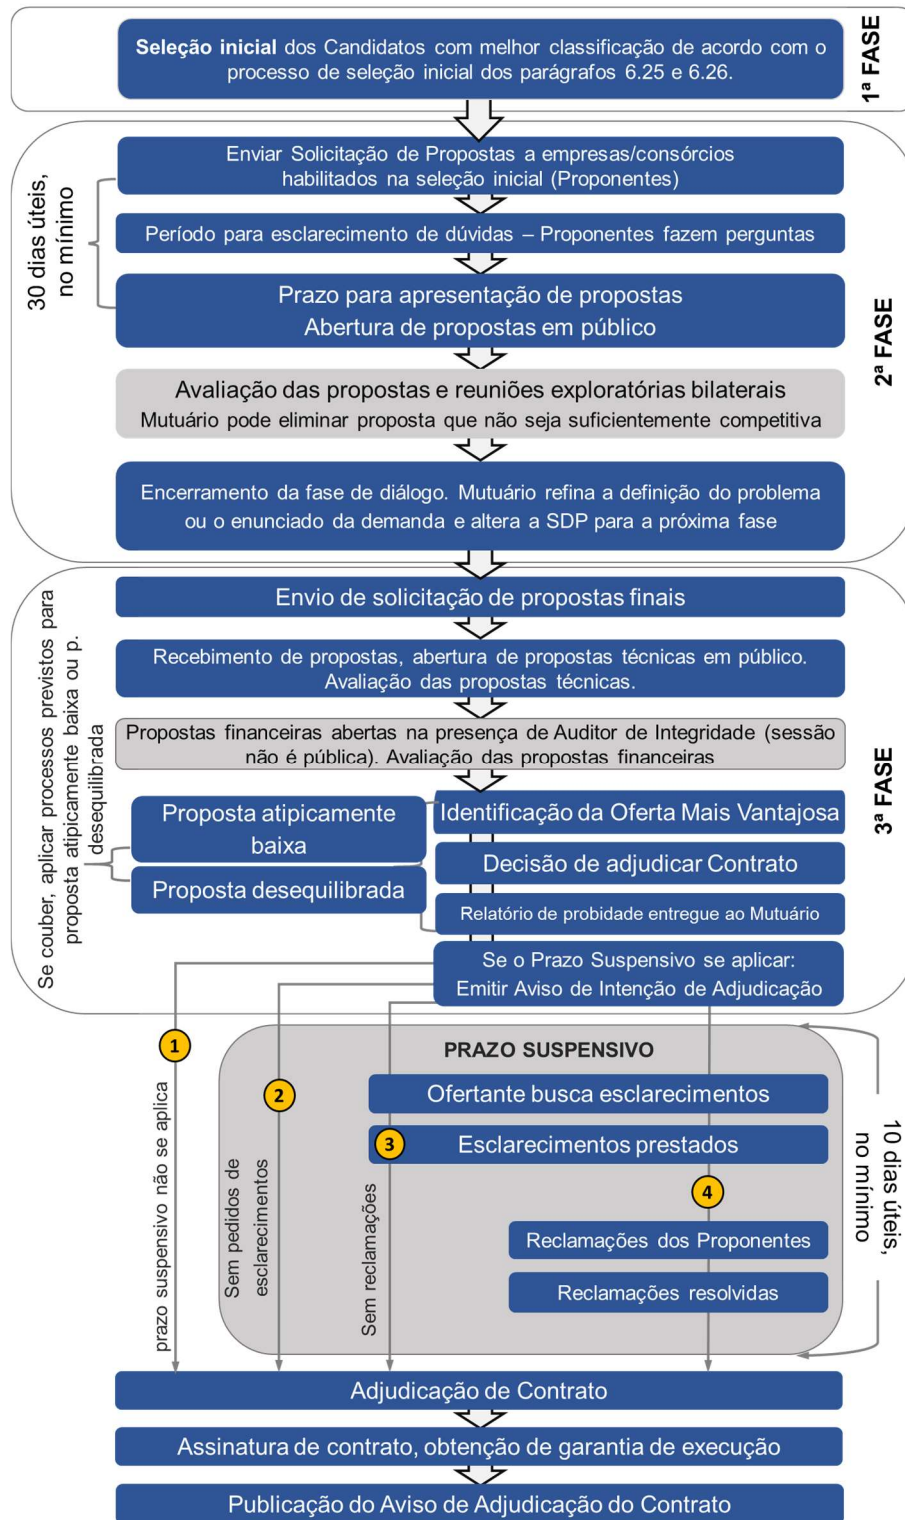 Seleção inicial dos Candidatos com melhor classificação de acordo com o
processo de seleção inicial dos parágrafos 6.25 e 6.26.
1ª FASE
Enviar Solicitação de Propostas a empresas/consórcios
habilitados na seleção inicial (Proponentes)
30 dias úteis,
no mínimo
Período para esclarecimento de dúvidas – Proponentes fazem perguntas
Prazo para apresentação de propostas
Abertura de propostas em público
2ª FASE
Avaliação das propostas e reuniões exploratórias bilaterais
Mutuário pode eliminar proposta que não seja suficientemente competitiva
Encerramento da fase de diálogo. Mutuário refina a definição do problema
ou o enunciado da demanda e altera a SDP para a próxima fase
Envio de solicitação de propostas finais
Recebimento de propostas, abertura de propostas técnicas em público.
Avaliação das propostas técnicas.
Propostas financeiras abertas na presença de Auditor de Integridade (sessão
não é pública). Avaliação das propostas financeiras
3ª FASE
Se couber, aplicar processos previstos para
proposta atipicamente baixa ou p.
desequilibrada
Proposta atipicamente
baixa
Proposta desequilibrada
Identificação da Oferta Mais Vantajosa
Decisão de adjudicar Contrato
Relatório de probidade entregue ao Mutuário
Se o Prazo Suspensivo se aplicar:
Emitir Aviso de Intenção de Adjudicação
1
prazo suspensivo não se aplica
PRAZO SUSPENSIVO
2
Sem pedidos de
esclarecimentos
Ofertante busca esclarecimentos
3
Esclarecimentos prestados
Sem reclamações
4
Reclamações dos Proponentes
Reclamações resolvidas
10 dias úteis,
no mínimo
Adjudicação de Contrato
Assinatura de contrato, obtenção de garantia de execução
Publicação do Aviso de Adjudicação do Contrato